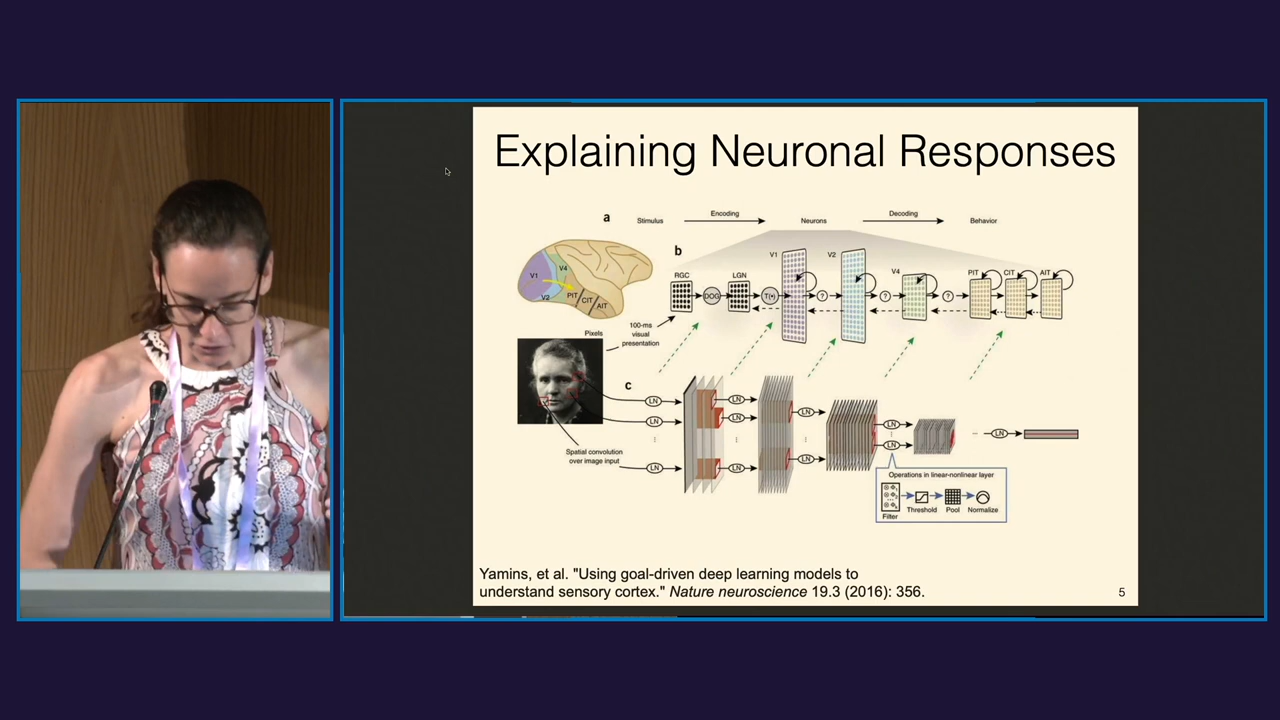 Explaining Neuronal Responses
a
Stimulus
Encoding
Neurons
Decoding
Behavior
b
V1
V4
V2
PIT
CIT
AIT
RGC
DOG
LGN
T(•)
V1
?
V2
?
V4
?
PIT
CIT
AIT
100-ms
visual
presentation
Pixels
c
LN
LN
LN
LN
LN
LN
LN
LN
LN
LN
LN
Spatial convolution
over image input
Operations in linear-nonlinear layer
Filter
Threshold
Pool
Normalize
Yamins, et al. "Using goal-driven deep learning models to
understand sensory cortex." Nature neuroscience 19.3 (2016): 356.
5